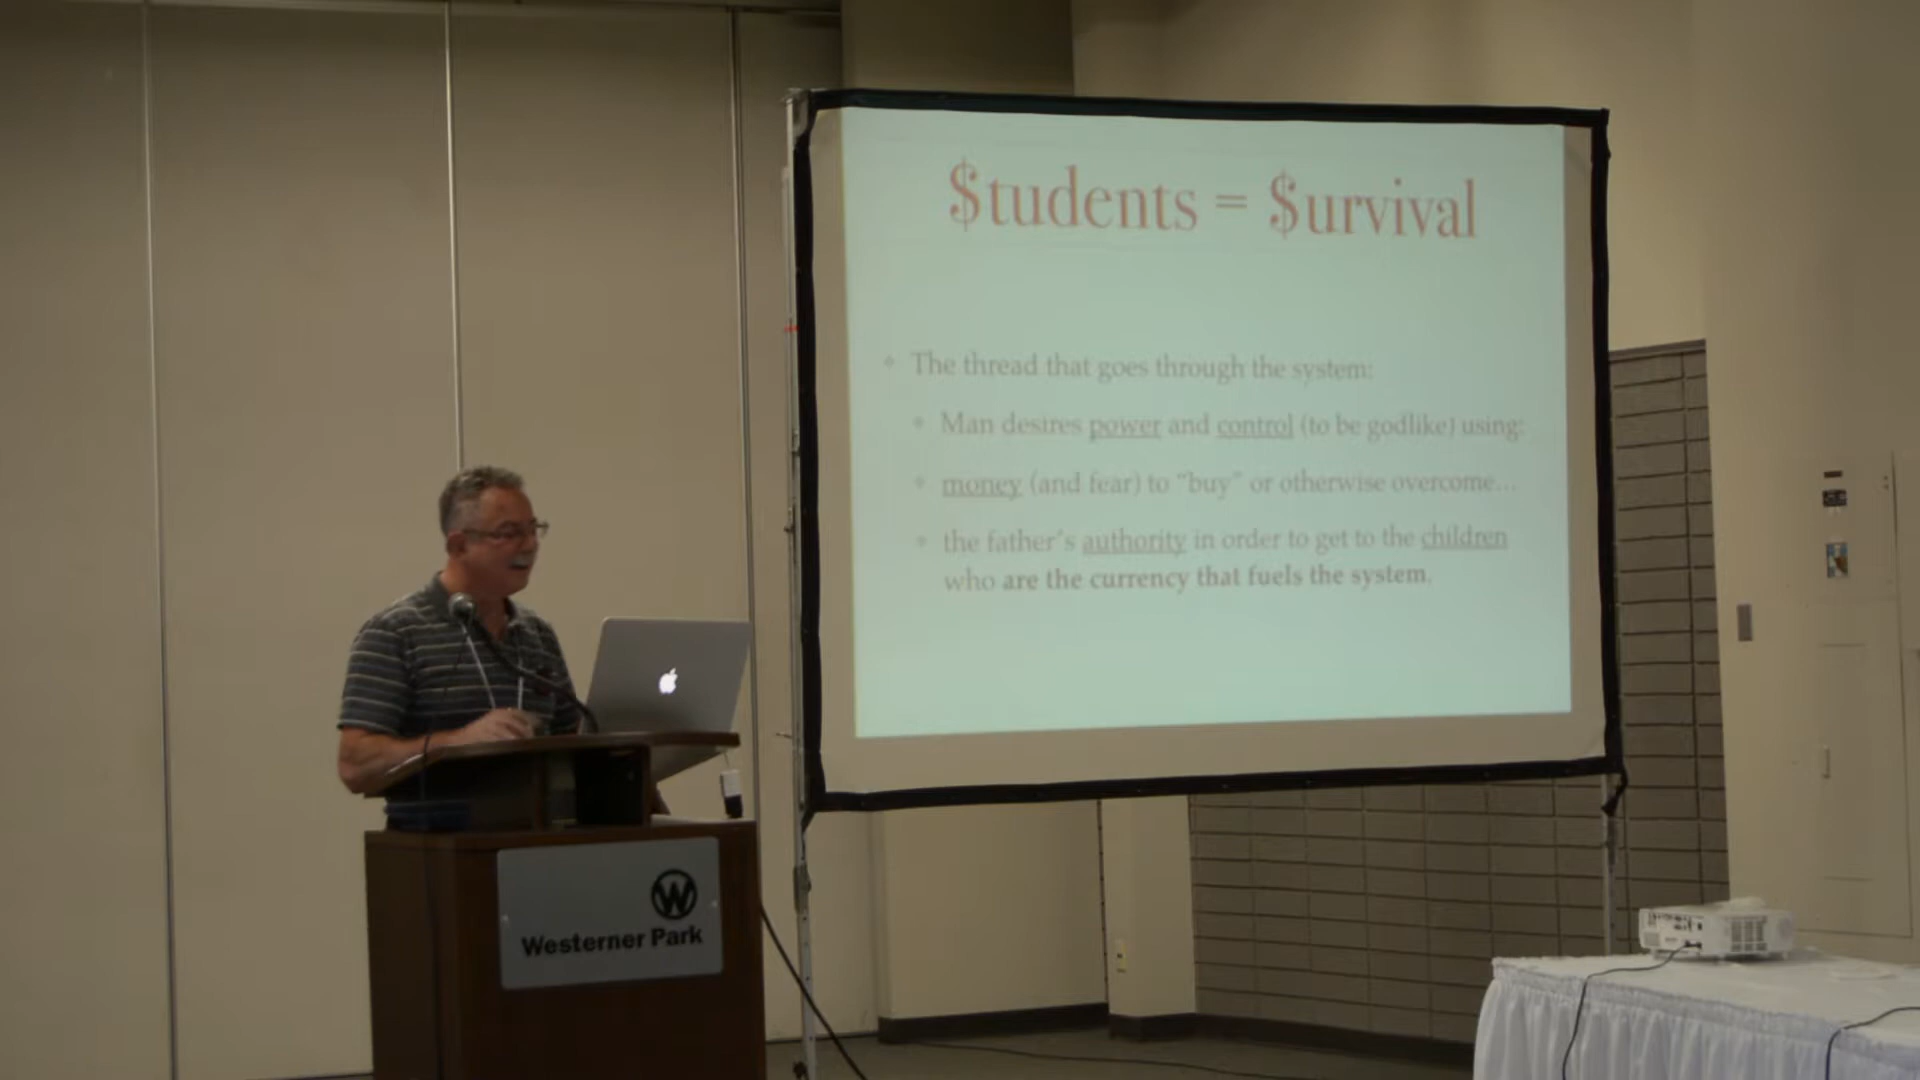 $tudents = $urvival
The thread that goes through the system:
Man desires power and control (to be godlike) using:
money (and fear) to "buy" or otherwise overcome...
the father's authority in order to get to the children
who are the currency that fuels the system.
W
Westerner Park